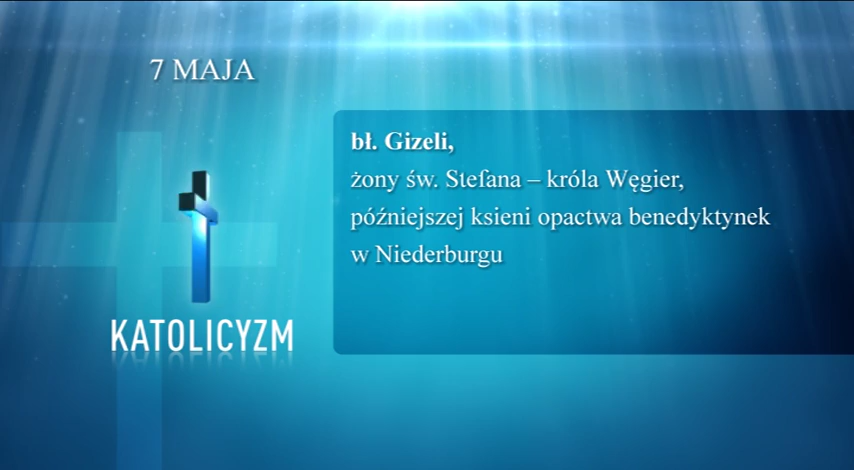 7 MAJA
KATOLICYZM
bł. Gizeli,
żony św. Stefana – króla Węgier,
późniejszej ksieni opactwa benedyktynek
w Niederburgu